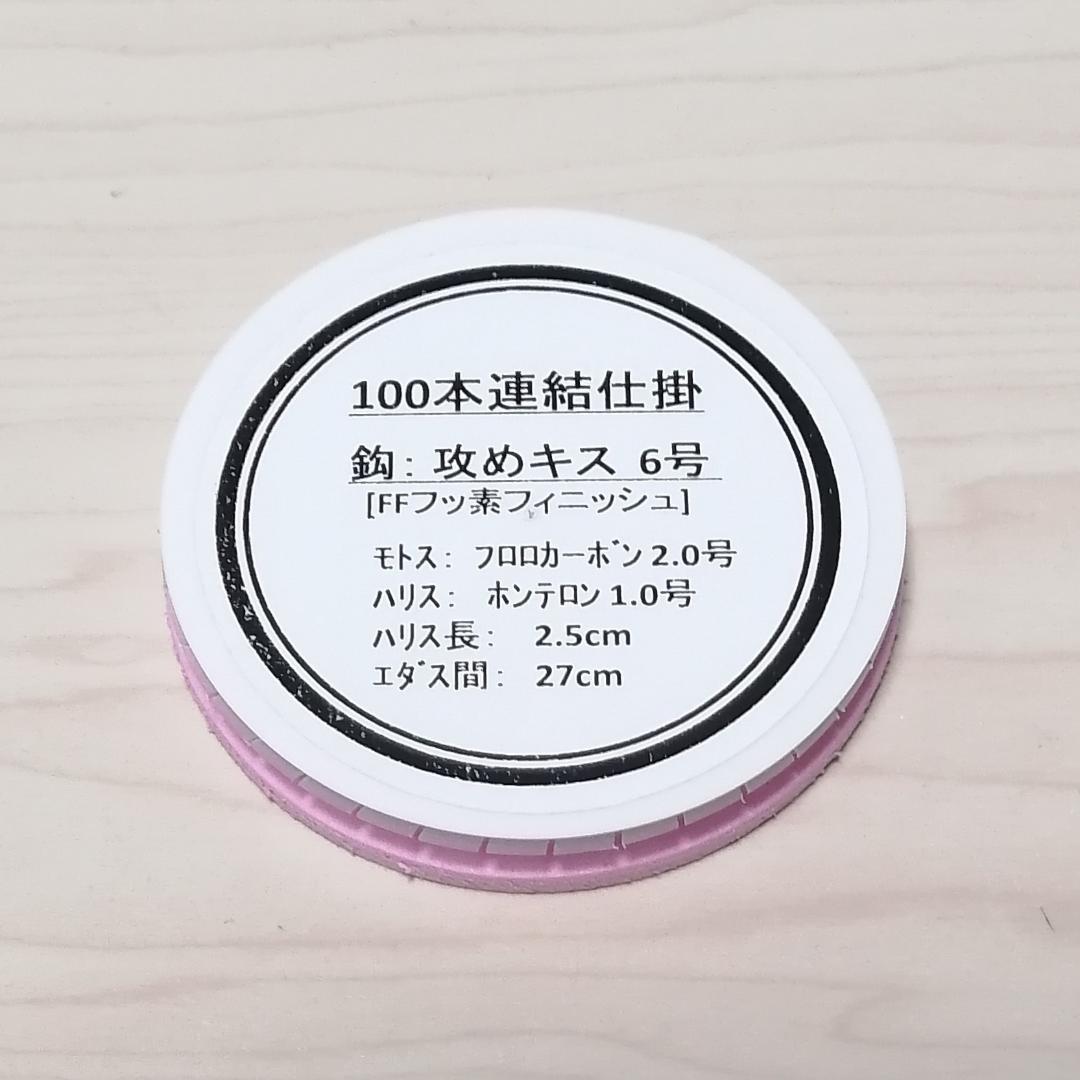 100本連結仕掛
鈎: 攻めキス 6号
[FFフッ素フィニッシュ]
ﾓﾄｽ: ﾌﾛﾛｶｰﾎﾞﾝ 2.0号
ﾊﾘｽ: ﾎﾝﾃﾛﾝ 1.0号
ﾊﾘｽ長: 2.5cm
ｴﾀﾞｽ間: 27cm